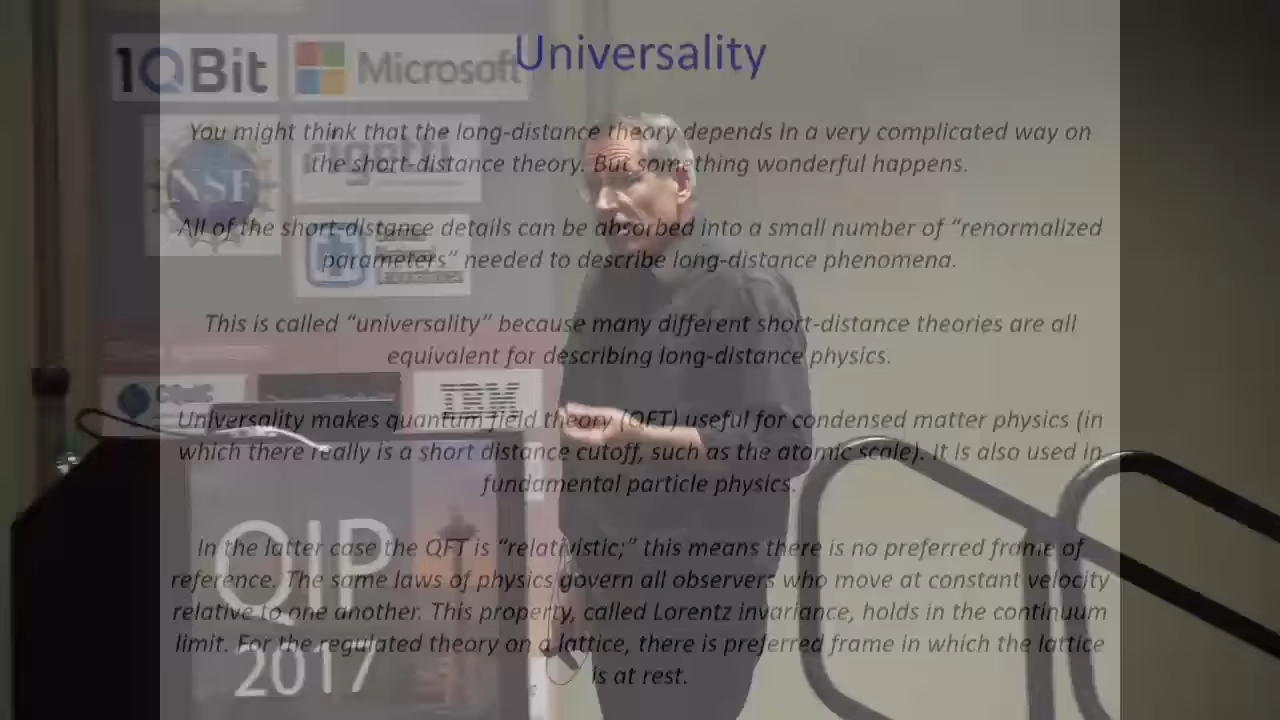 Universality
1QBit
Microsoft
You might think that the long-distance theory depends in a very complicated way on
the short-distance theory. But something wonderful happens.
NSF
rigetti
All of the short-distance details can be absorbed into a small number of “renormalized
parameters” needed to describe long-distance phenomena.
This is called “universality” because many different short-distance theories are all
equivalent for describing long-distance physics.
IBM
Universality makes quantum field theory (QFT) useful for condensed matter physics (in
which there really is a short distance cutoff, such as the atomic scale). It is also used in
fundamental particle physics.
In the latter case the QFT is “relativistic;” this means there is no preferred frame of
reference. The same laws of physics govern all observers who move at constant velocity
relative to one another. This property, called Lorentz invariance, holds in the continuum
limit. For the regulated theory on a lattice, there is preferred frame in which the lattice
is at rest.
QIP
2017